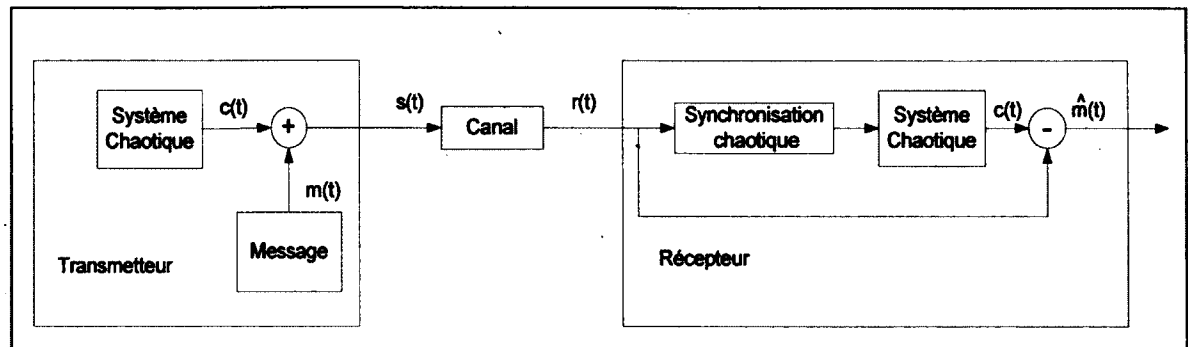 Système
Chaotique
c(t)
+
m(t)
Message
Transmetteur
s(t)
Canal
r(t)
Synchronisation
chaotique
Système
Chaotique
c(t)
-
m̂(t)
Récepteur